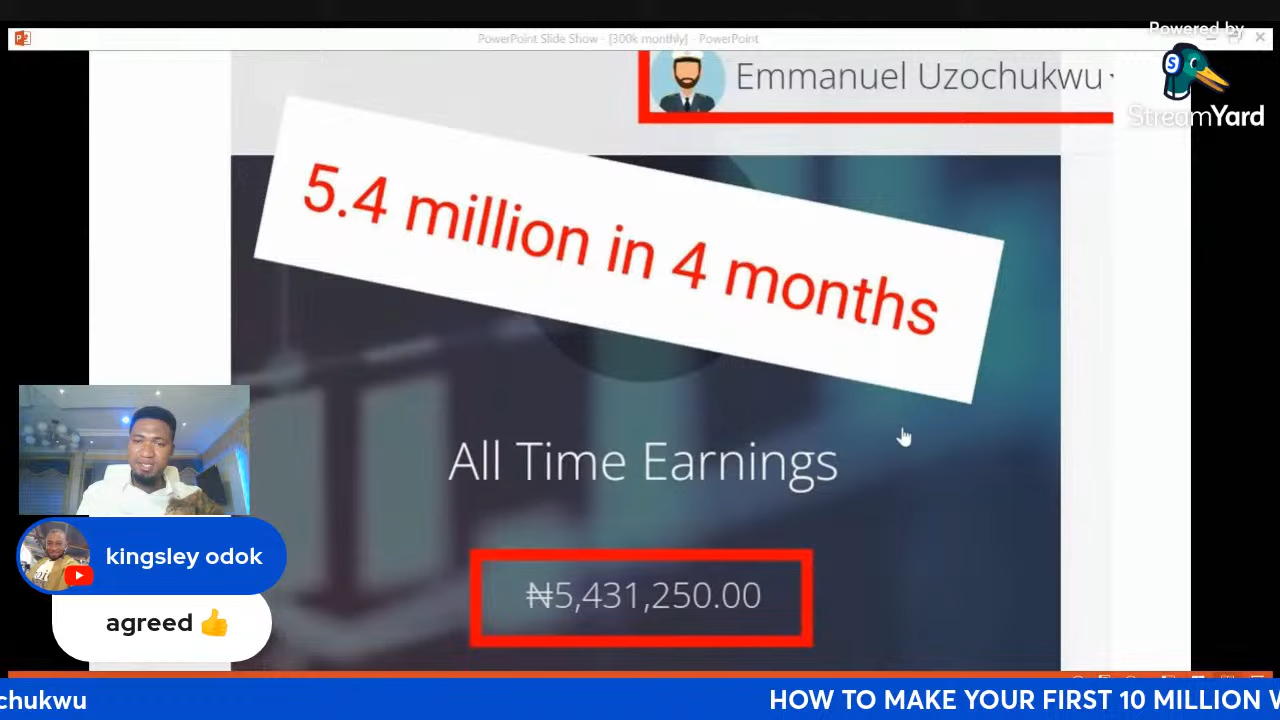 PowerPoint Slide Show - [300k monthly] - PowerPoint
Powered by
StreamYard
Emmanuel Uzochukwu
5.4 million in 4 months
All Time Earnings
₦5,431,250.00
kingsley odok
agreed 👍
chukwu
HOW TO MAKE YOUR FIRST 10 MILLION